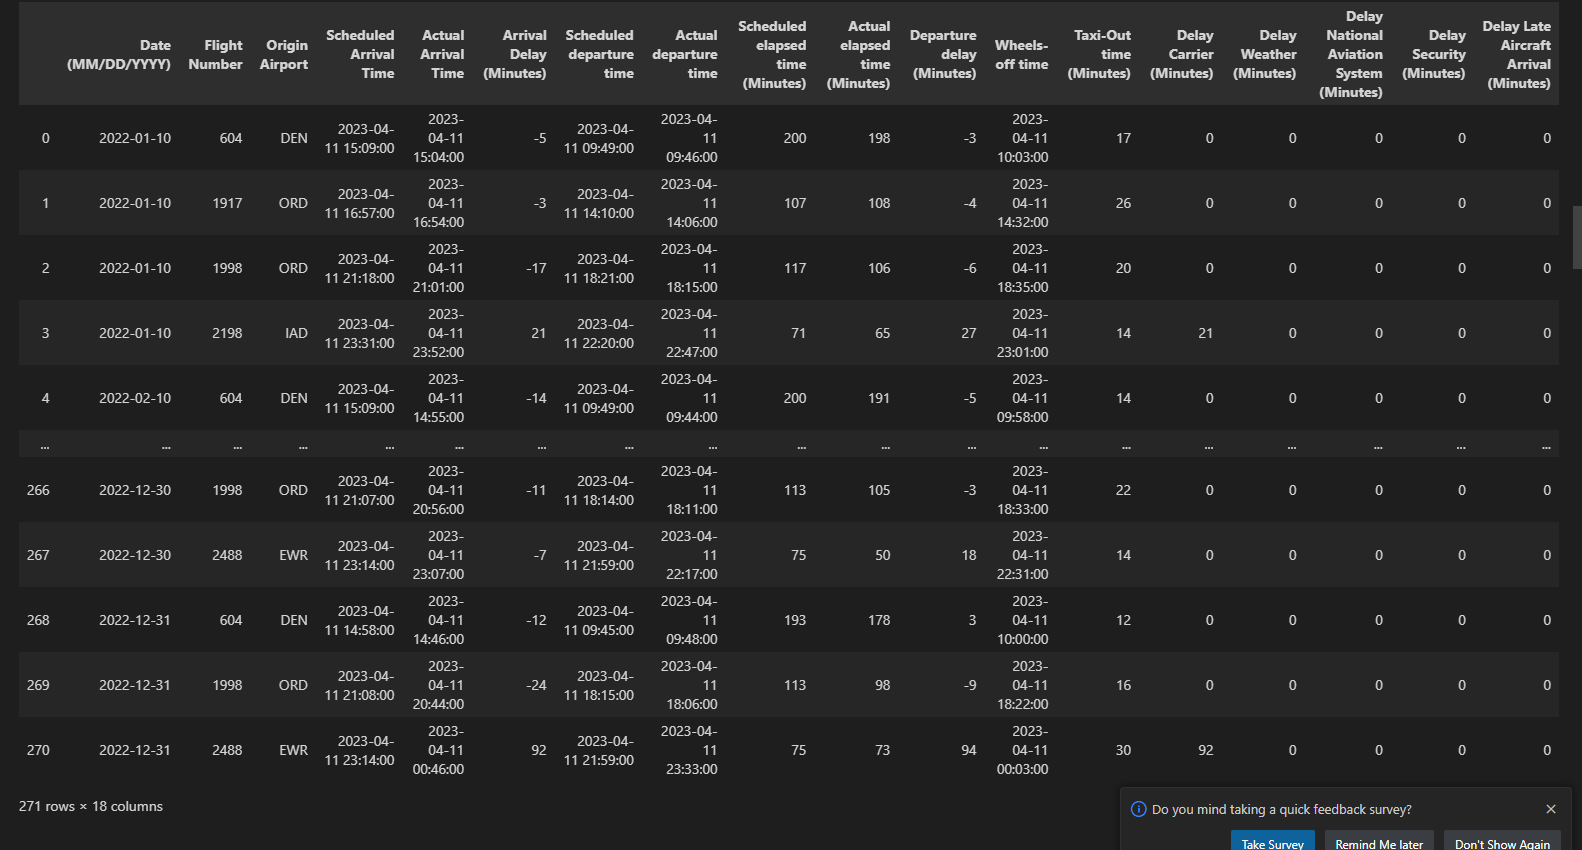 Date (MM/DD/YYYY) Flight Number Origin Airport Scheduled Arrival Time Actual Arrival Time Arrival Delay (Minutes) Scheduled departure time Actual departure time Scheduled elapsed time (Minutes) Actual elapsed time (Minutes) Departure delay (Minutes) Wheels-off time Taxi-Out time (Minutes) Delay Carrier (Minutes) Delay Weather (Minutes) Delay National Aviation System (Minutes) Delay Security (Minutes) Delay Late Aircraft Arrival (Minutes)
0 2022-01-10 604 DEN 2023-04-11 15:09:00 2023-04-11 15:04:00 -5 2023-04-11 09:49:00 2023-04-11 09:46:00 200 198 -3 2023-04-11 10:03:00 17 0 0 0 0 0
1 2022-01-10 1917 ORD 2023-04-11 16:57:00 2023-04-11 16:54:00 -3 2023-04-11 14:10:00 2023-04-11 14:06:00 107 108 -4 2023-04-11 14:32:00 26 0 0 0 0 0
2 2022-01-10 1998 ORD 2023-04-11 21:18:00 2023-04-11 21:01:00 -17 2023-04-11 18:21:00 2023-04-11 18:15:00 117 106 -6 2023-04-11 18:35:00 20 0 0 0 0 0
3 2022-01-10 2198 IAD 2023-04-11 23:31:00 2023-04-11 23:52:00 21 2023-04-11 22:20:00 2023-04-11 22:47:00 71 65 27 2023-04-11 23:01:00 14 21 0 0 0 0
4 2022-02-10 604 DEN 2023-04-11 15:09:00 2023-04-11 14:55:00 -14 2023-04-11 09:49:00 2023-04-11 09:44:00 200 191 -5 2023-04-11 09:58:00 14 0 0 0 0 0
... ... ... ... ... ... ... ... ... ... ... ... ... ... ... ... ... ... ...
266 2022-12-30 1998 ORD 2023-04-11 21:07:00 2023-04-11 20:56:00 -11 2023-04-11 18:14:00 2023-04-11 18:11:00 113 105 -3 2023-04-11 18:33:00 22 0 0 0 0 0
267 2022-12-30 2488 EWR 2023-04-11 23:14:00 2023-04-11 23:07:00 -7 2023-04-11 21:59:00 2023-04-11 22:17:00 75 50 18 2023-04-11 22:31:00 14 0 0 0 0 0
268 2022-12-31 604 DEN 2023-04-11 14:58:00 2023-04-11 14:46:00 -12 2023-04-11 09:45:00 2023-04-11 09:48:00 193 178 3 2023-04-11 10:00:00 12 0 0 0 0 0
269 2022-12-31 1998 ORD 2023-04-11 21:08:00 2023-04-11 20:44:00 -24 2023-04-11 18:15:00 2023-04-11 18:06:00 113 98 -9 2023-04-11 18:22:00 16 0 0 0 0 0
270 2022-12-31 2488 EWR 2023-04-11 23:14:00 2023-04-11 00:46:00 92 2023-04-11 21:59:00 2023-04-11 23:33:00 75 73 94 2023-04-11 00:03:00 30 92 0 0 0 0
271 rows × 18 columns
Do you mind taking a quick feedback survey?
Take Survey Remind Me later Don't Show Again